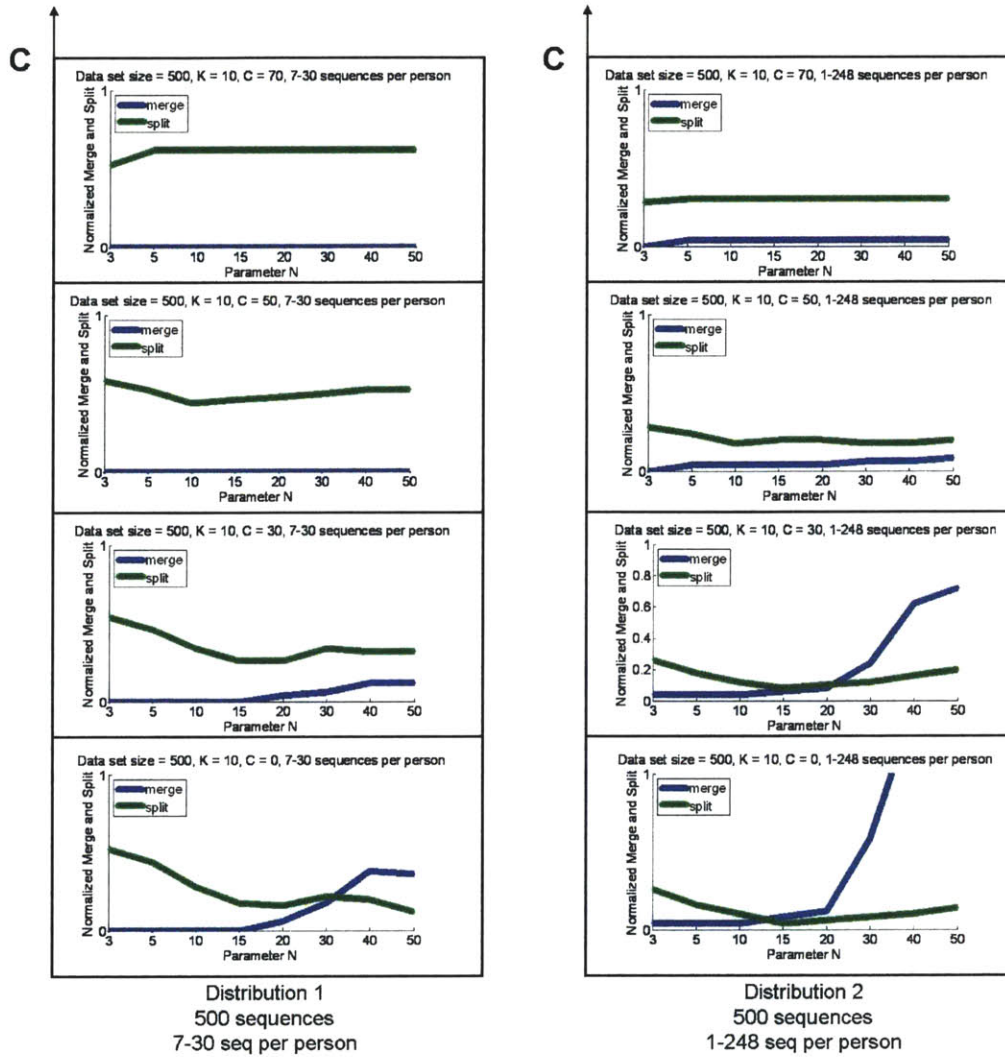 C
Data set size = 500, K = 10, C = 70, 7-30 sequences per person
Normalized Merge and Split
1
merge
split
0
3 5 10 15 20 30 40 50
Parameter N
Data set size = 500, K = 10, C = 50, 7-30 sequences per person
Normalized Merge and Split
1
merge
split
0
3 5 10 15 20 30 40 50
Parameter N
Data set size = 500, K = 10, C = 30, 7-30 sequences per person
Normalized Merge and Split
1
merge
split
0
3 5 10 15 20 30 40 50
Parameter N
Data set size = 500, K = 10, C = 0, 7-30 sequences per person
Normalized Merge and Split
1
merge
split
0
3 5 10 15 20 30 40 50
Parameter N
Distribution 1
500 sequences
7-30 seq per person
C
Data set size = 500, K = 10, C = 70, 1-248 sequences per person
Normalized Merge and Split
1
merge
split
0
3 5 10 15 20 30 40 50
Parameter N
Data set size = 500, K = 10, C = 50, 1-248 sequences per person
Normalized Merge and Split
1
merge
split
0
3 5 10 15 20 30 40 50
Parameter N
Data set size = 500, K = 10, C = 30, 1-248 sequences per person
Normalized Merge and Split
1
0.8
0.6
0.4
0.2
0
merge
split
3 5 10 15 20 30 40 50
Parameter N
Data set size = 500, K = 10, C = 0, 1-248 sequences per person
Normalized Merge and Split
1
merge
split
0
3 5 10 15 20 30 40 50
Parameter N
Distribution 2
500 sequences
1-248 seq per person